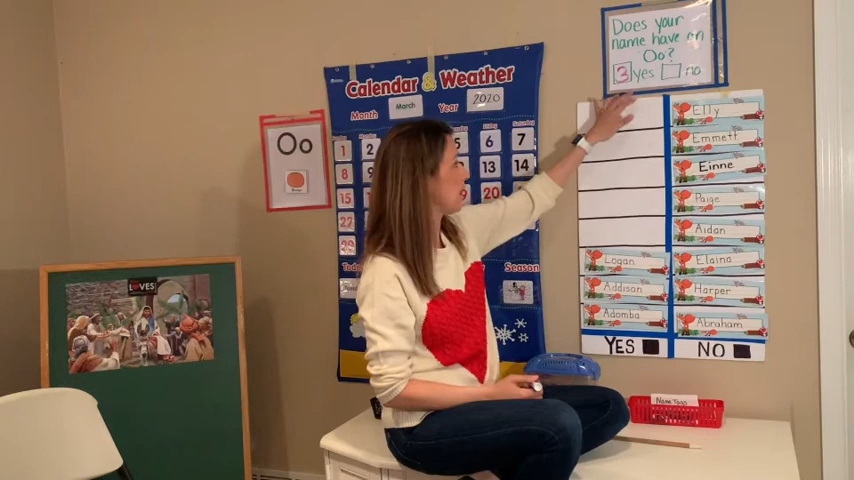 Does your
name have an
Oo?
3 yes no
Calendar & Weather
Month March Year 2020
Saturday
1 2 5 6 7
8 13 14
15 20
22
29
Season
Oo
LOVES
Elly
Emmett
Einne
Paige
Aidan
Logan Elaina
Addison Harper
Adomba Abraham
YES NO
Name Tags